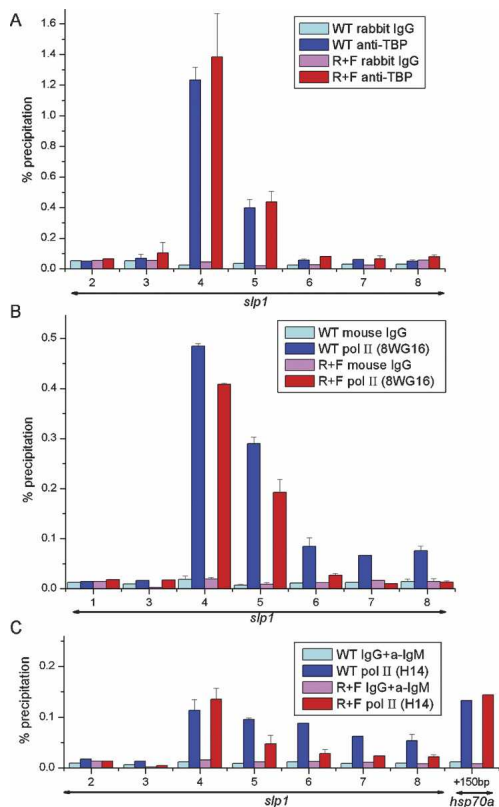 A
% precipitation
1.6
1.4
1.2
1.0
0.8
0.6
0.4
0.2
0.0
WT rabbit IgG
WT anti-TBP
R+F rabbit IgG
R+F anti-TBP
2 3 4 5 6 7 8
slp1
B
% precipitation
0.5
0.4
0.3
0.2
0.1
0.0
WT mouse IgG
WT pol II (8WG16)
R+F mouse IgG
R+F pol II (8WG16)
1 3 4 5 6 7 8
slp1
C
% precipitation
0.2
0.1
0.0
WT IgG+a-IgM
WT pol II (H14)
R+F IgG+a-IgM
R+F pol II (H14)
2 3 4 5 6 7 8 +150bp
slp1 hsp70a